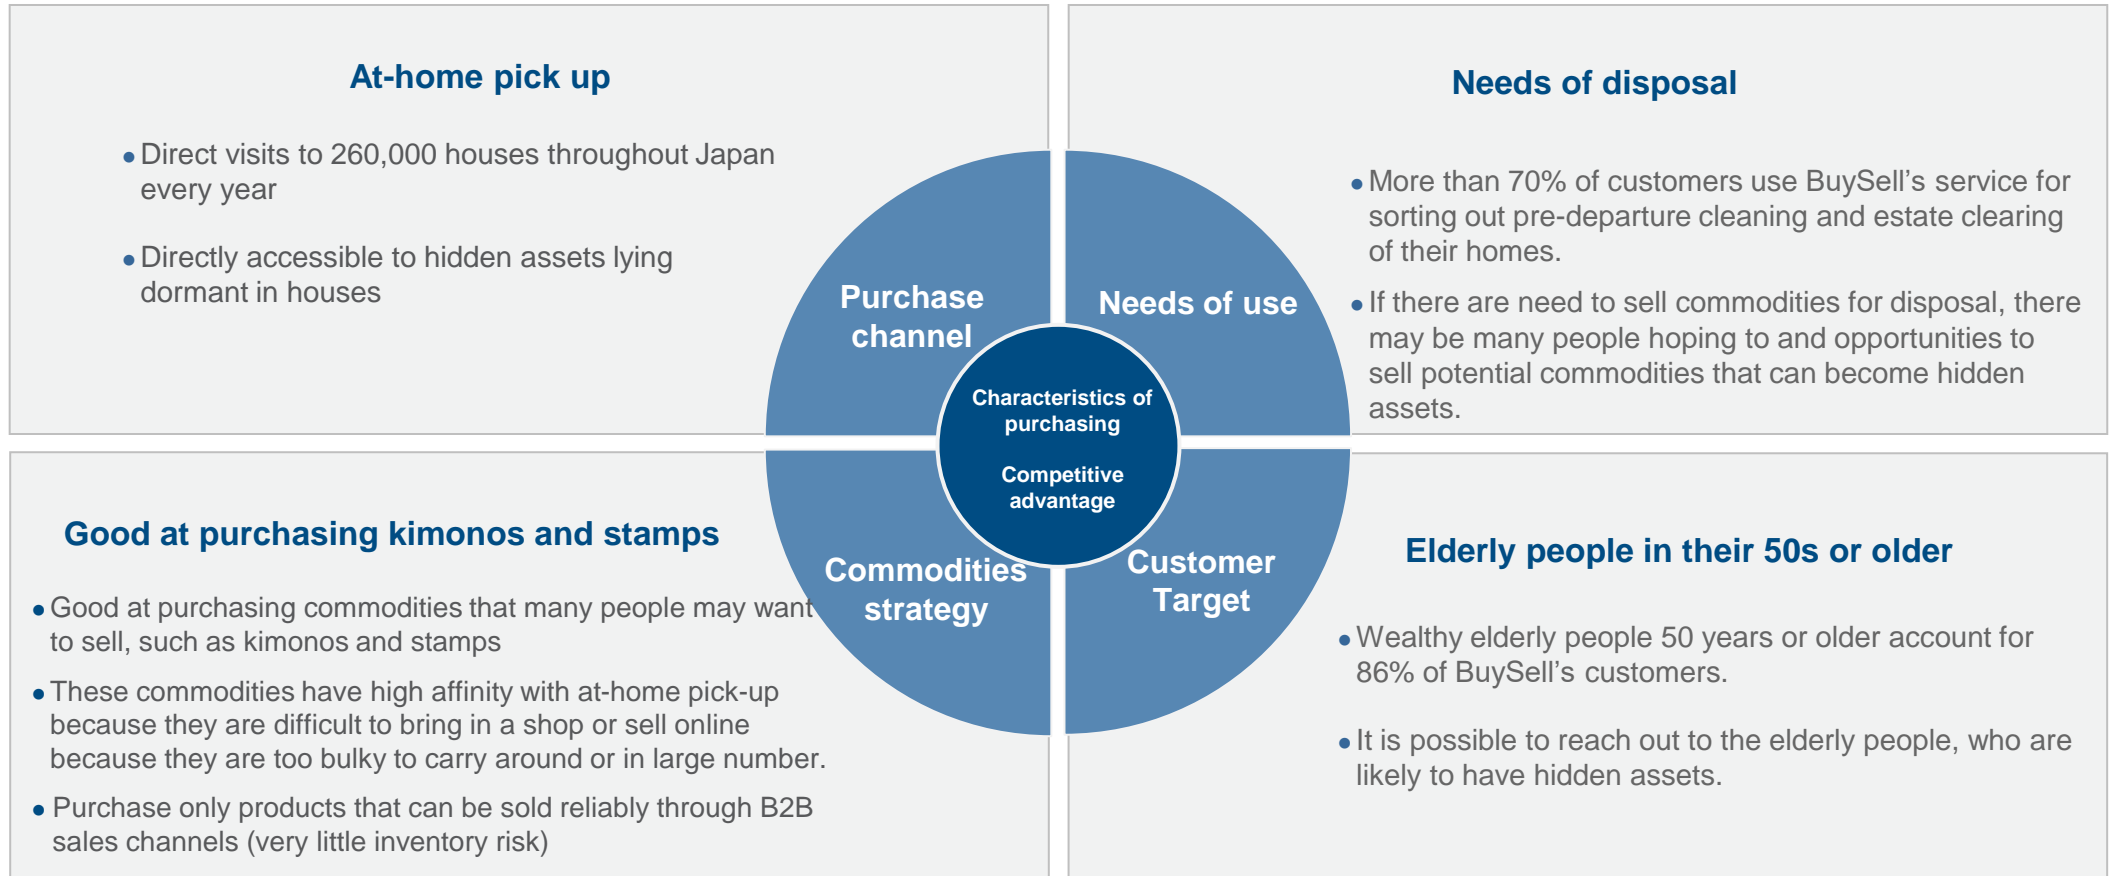 At-home pick up
● Direct visits to 260,000 houses throughout Japan
every year
● Directly accessible to hidden assets lying
dormant in houses
Needs of disposal
● More than 70% of customers use BuySell’s service for
sorting out pre-departure cleaning and estate clearing
of their homes.
● If there are need to sell commodities for disposal, there
may be many people hoping to and opportunities to
sell potential commodities that can become hidden
assets.
Purchase
channel
Needs of use
Characteristics of
purchasing
Competitive
advantage
Commodities
strategy
Customer
Target
Good at purchasing kimonos and stamps
● Good at purchasing commodities that many people may want
to sell, such as kimonos and stamps
● These commodities have high affinity with at-home pick-up
because they are difficult to bring in a shop or sell online
because they are too bulky to carry around or in large number.
● Purchase only products that can be sold reliably through B2B
sales channels (very little inventory risk)
Elderly people in their 50s or older
● Wealthy elderly people 50 years or older account for
86% of BuySell’s customers.
● It is possible to reach out to the elderly people, who are
likely to have hidden assets.